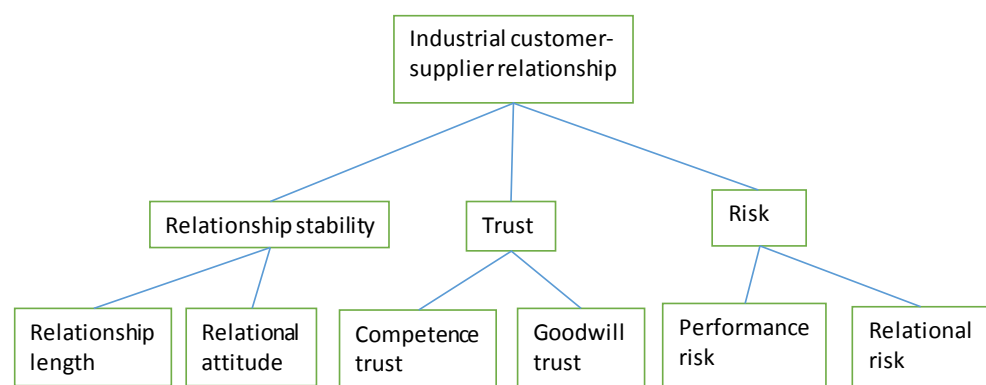 Industrial customer-
supplier relationship
Relationship stability
Trust
Risk
Relationship
length
Relational
attitude
Competence
trust
Goodwill
trust
Performance
risk
Relational
risk